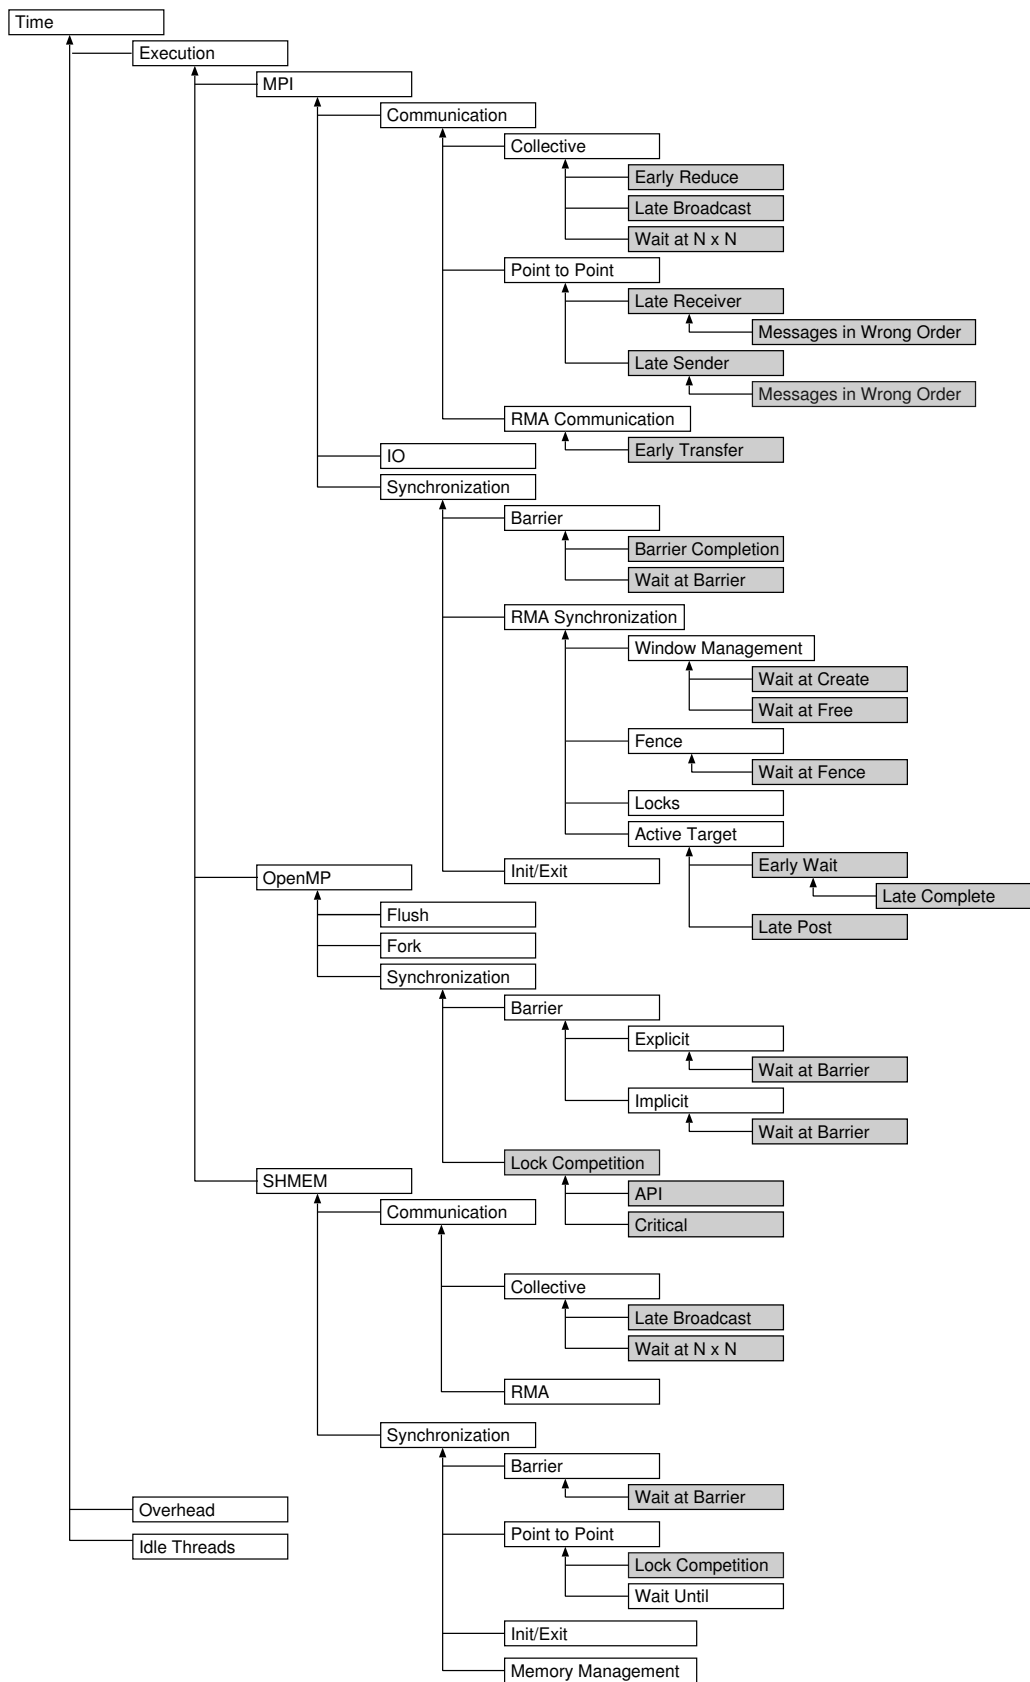 Time
Execution
MPI
Communication
Collective
Early Reduce
Late Broadcast
Wait at N x N
Point to Point
Late Receiver
Messages in Wrong Order
Late Sender
Messages in Wrong Order
RMA Communication
Early Transfer
IO
Synchronization
Barrier
Barrier Completion
Wait at Barrier
RMA Synchronization
Window Management
Wait at Create
Wait at Free
Fence
Wait at Fence
Locks
Active Target
Early Wait
Late Complete
Late Post
Init/Exit
OpenMP
Flush
Fork
Synchronization
Barrier
Explicit
Wait at Barrier
Implicit
Wait at Barrier
Lock Competition
API
Critical
SHMEM
Communication
Collective
Late Broadcast
Wait at N x N
RMA
Synchronization
Barrier
Wait at Barrier
Point to Point
Lock Competition
Wait Until
Init/Exit
Memory Management
Overhead
Idle Threads